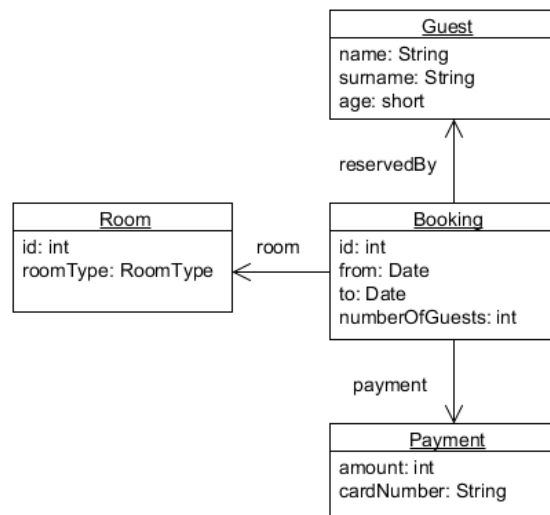 Guest
name: String
surname: String
age: short
reservedBy
Room
id: int
roomType: RoomType
room
Booking
id: int
from: Date
to: Date
numberOfGuests: int
payment
Payment
amount: int
cardNumber: String